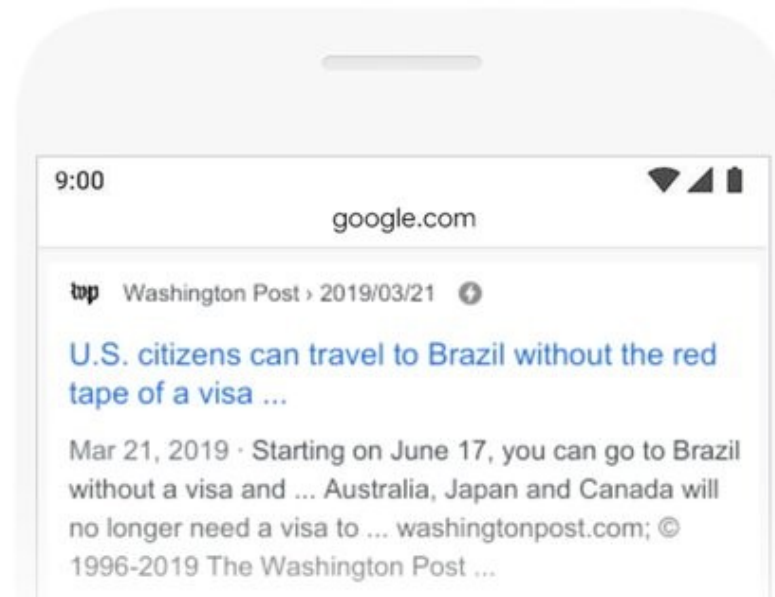 9:00
google.com
wp Washington Post › 2019/03/21
U.S. citizens can travel to Brazil without the red
tape of a visa ...
Mar 21, 2019 · Starting on June 17, you can go to Brazil
without a visa and ... Australia, Japan and Canada will
no longer need a visa to ... washingtonpost.com; ©
1996-2019 The Washington Post ...